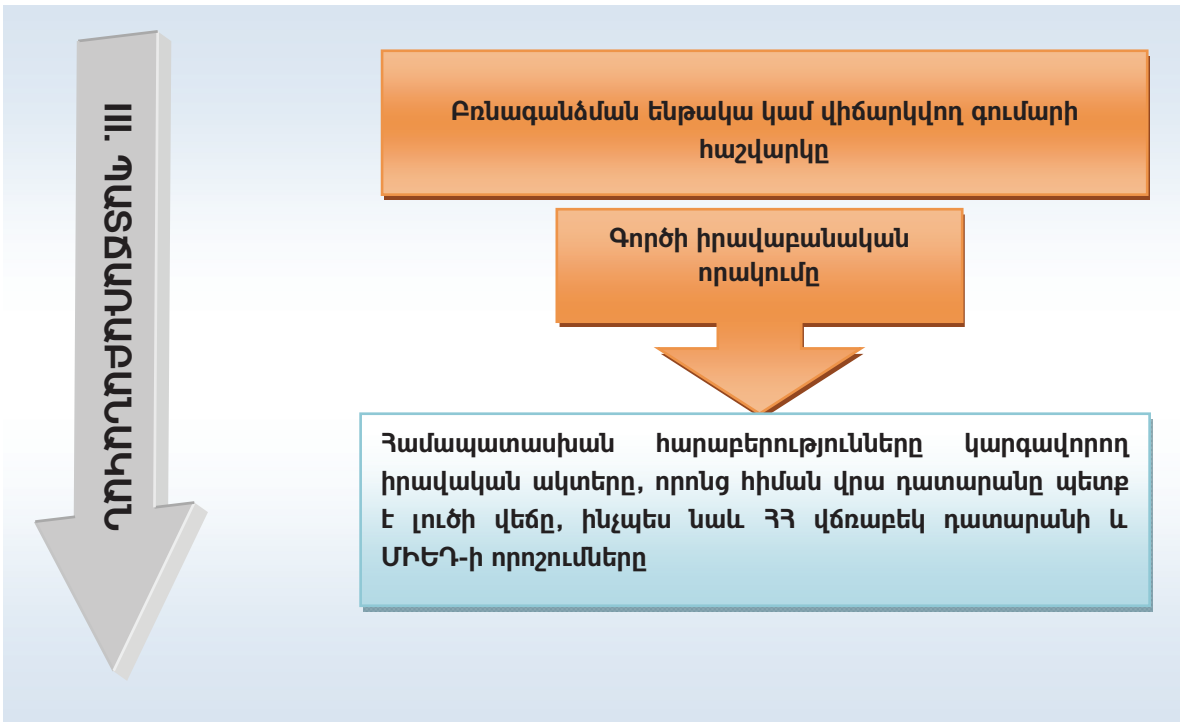 III. ՊԱՏՃԱՌԱԲԱՆԱԿԱՆ
Բռնագանձման ենթակա կամ վիճարկվող գումարի
հաշվարկը
Գործի իրավաբանական
որակումը
Համապատասխան հարաբերությունները կարգավորող
իրավական ակտերը, որոնց հիման վրա դատարանը պետք
է լուծի վեճը, ինչպես նաև ՀՀ վճռաբեկ դատարանի և
ՄԻԵԴ-ի որոշումները